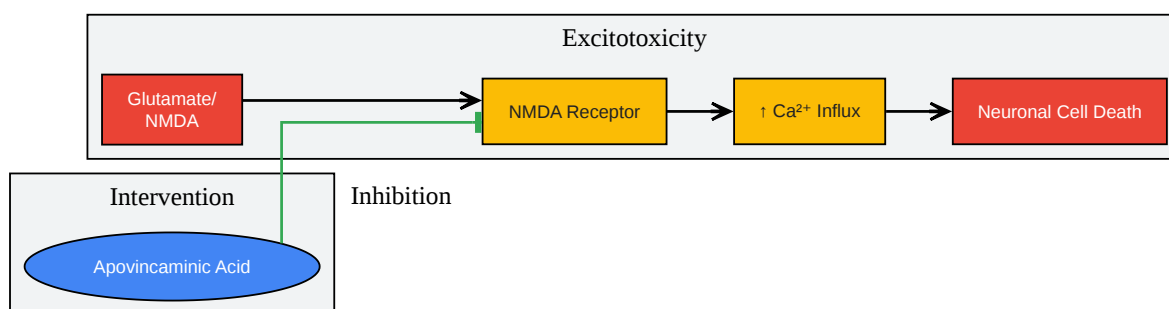 Excitotoxicity
Glutamate/
NMDA
NMDA Receptor
↑ Ca²⁺ Influx
Neuronal Cell Death
Intervention
Inhibition
Apovincaminic Acid